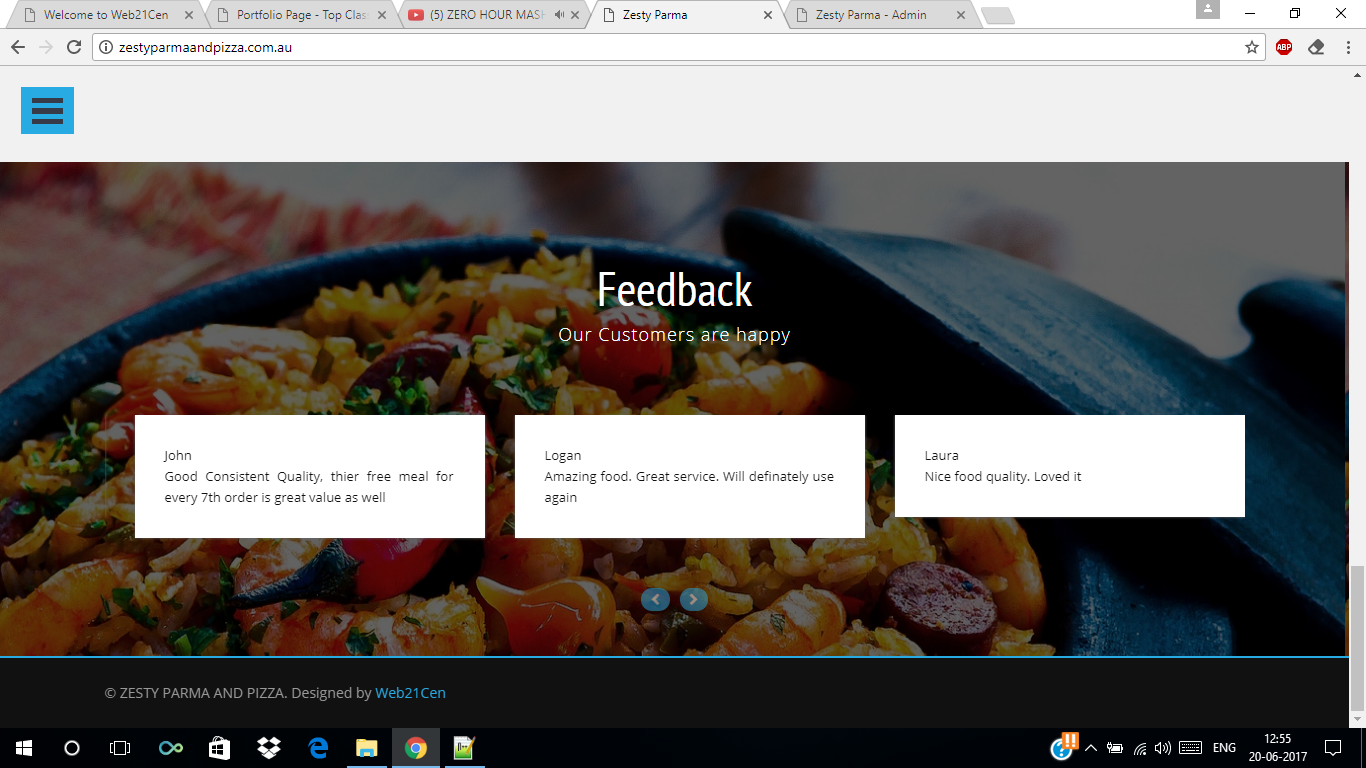 Welcome to Web21Cen
Portfolio Page - Top Clas
(5) ZERO HOUR MASH
Zesty Parma
Zesty Parma - Admin
zestyparmaandpizza.com.au
ABP
Feedback
Our Customers are happy
John
Good Consistent Quality, thier free meal for
every 7th order is great value as well
Logan
Amazing food. Great service. Will definately use
again
Laura
Nice food quality. Loved it
© ZESTY PARMA AND PIZZA. Designed by Web21Cen
ENG
12:55
20-06-2017